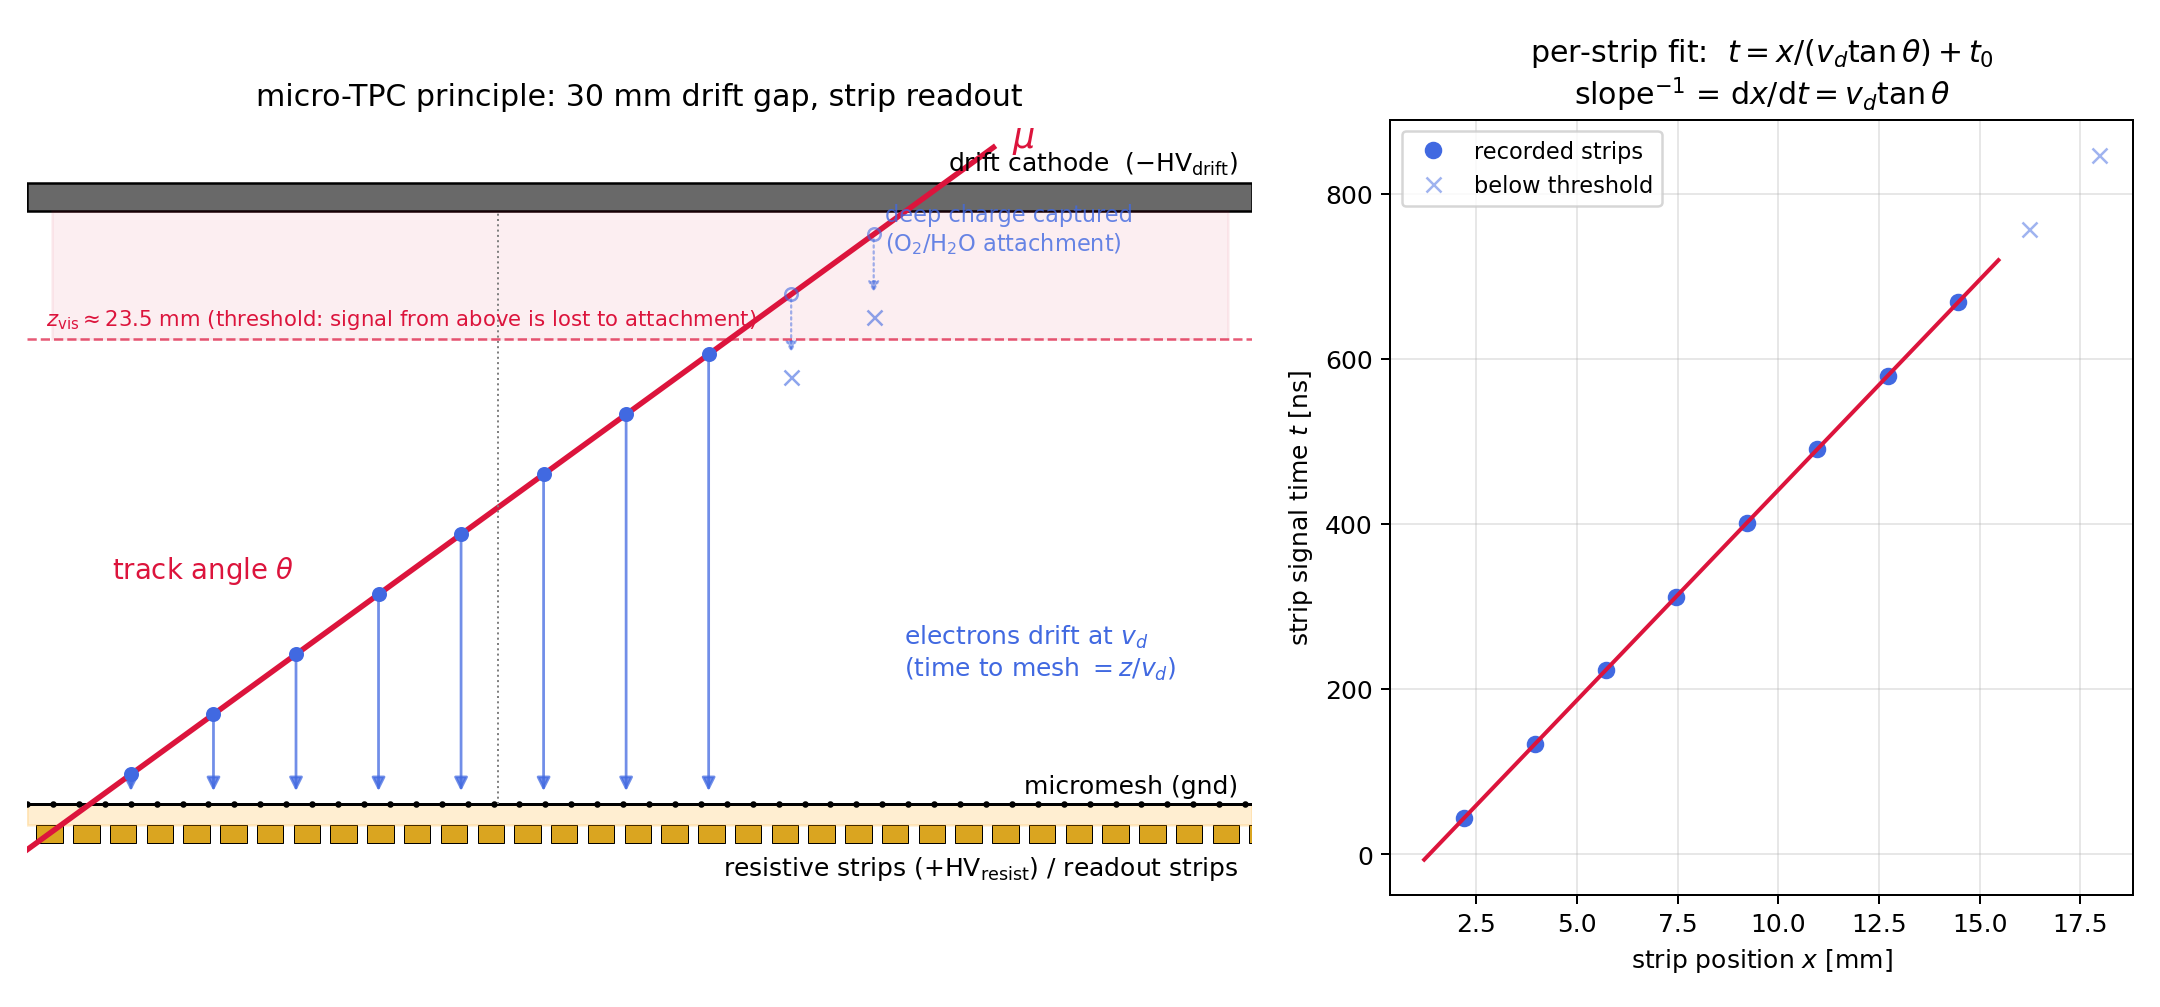 micro-TPC principle: 30 mm drift gap, strip readout
μ
drift cathode (−HV_drift)
deep charge captured
(O₂/H₂O attachment)
z_vis ≈ 23.5 mm (threshold: signal from above is lost to attachment)
track angle θ
electrons drift at v_d
(time to mesh = z/v_d)
micromesh (gnd)
resistive strips (+HV_resist) / readout strips
per-strip fit: t = x/(v_d tan θ) + t₀
slope⁻¹ = dx/dt = v_d tan θ
recorded strips
below threshold
strip signal time t [ns]
800
600
400
200
0
2.5 5.0 7.5 10.0 12.5 15.0 17.5
strip position x [mm]